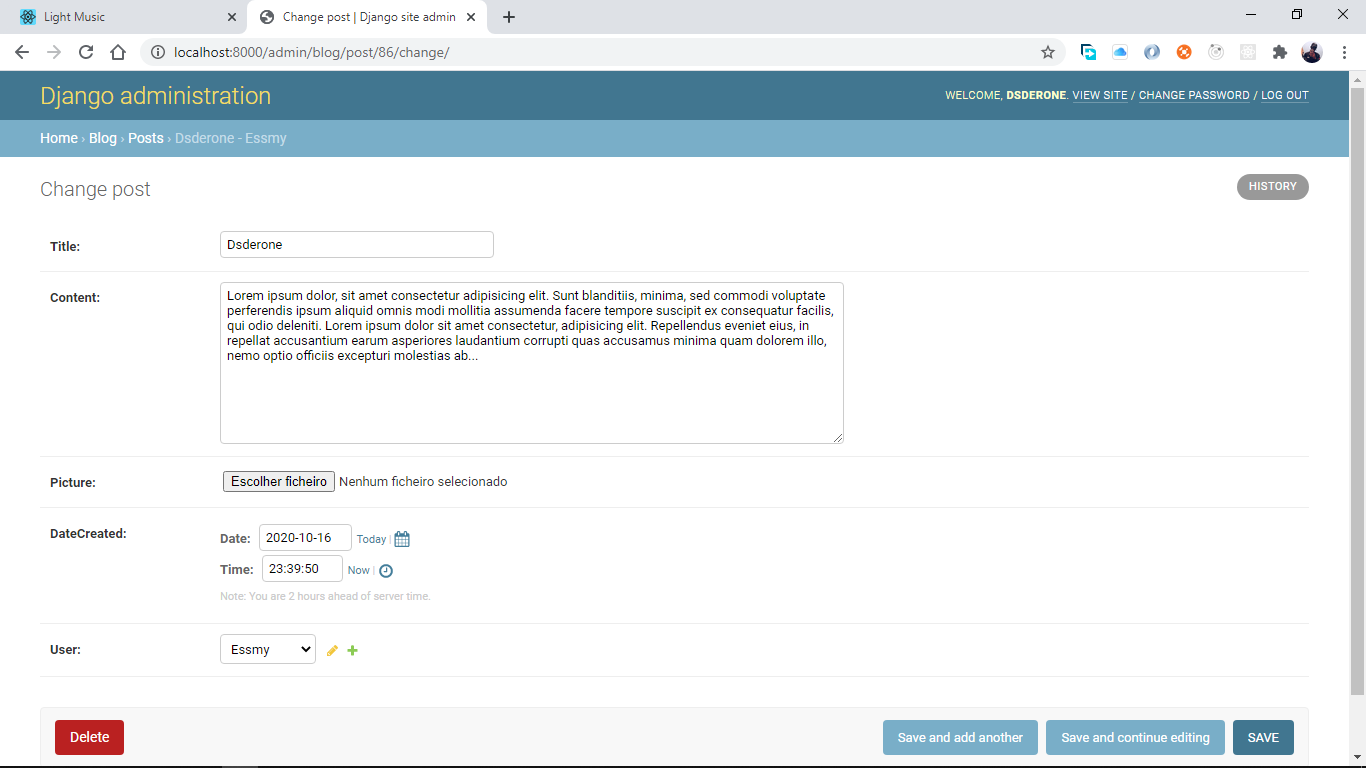 Light Music
Change post | Django site admin
localhost:8000/admin/blog/post/86/change/
Django administration
WELCOME, DSDERONE. VIEW SITE / CHANGE PASSWORD / LOG OUT
Home › Blog › Posts › Dsderone - Essmy
Change post
HISTORY
Title:
Dsderone
Content:
Lorem ipsum dolor, sit amet consectetur adipisicing elit. Sunt blanditiis, minima, sed commodi voluptate
perferendis ipsum aliquid omnis modi mollitia assumenda facere tempore suscipit ex consequatur facilis,
qui odio deleniti. Lorem ipsum dolor sit amet consectetur, adipisicing elit. Repellendus eveniet eius, in
repellat accusantium earum asperiores laudantium corrupti quas accusamus minima quam dolorem illo,
nemo optio officiis excepturi molestias ab...
Picture:
Escolher ficheiro Nenhum ficheiro selecionado
DateCreated:
Date: 2020-10-16 Today |
Time: 23:39:50 Now |
Note: You are 2 hours ahead of server time.
User:
Essmy
Delete
Save and add another
Save and continue editing
SAVE